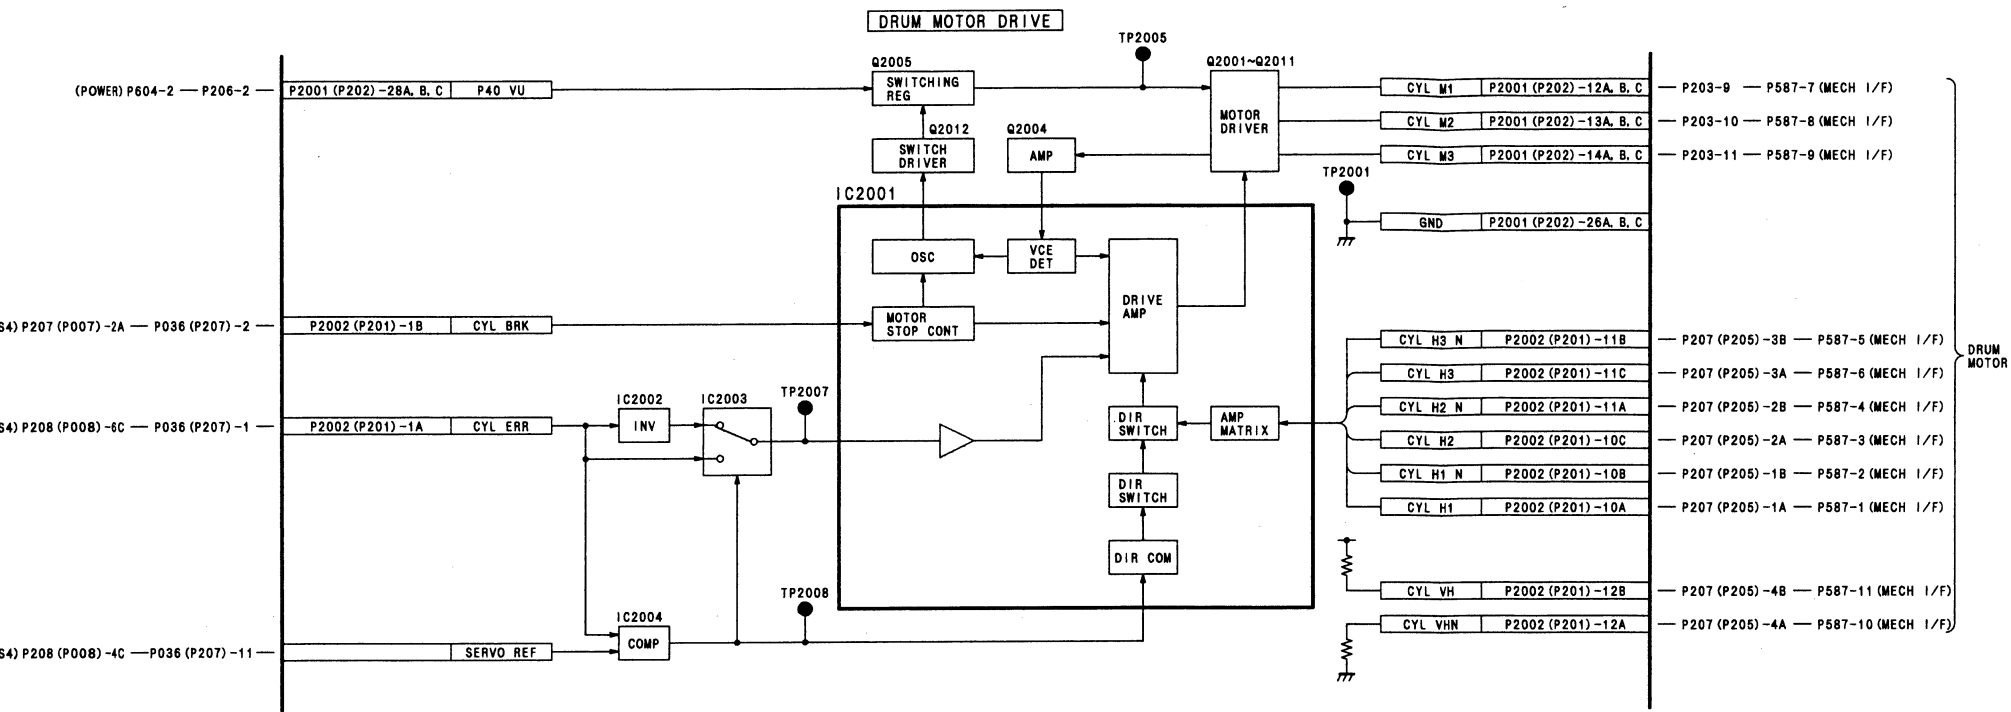 DRUM MOTOR DRIVE
TP2005
Q2005
Q2001~Q2011
(POWER) P604-2 — P206-2 — P2001 (P202) -28A, B, C P40 VU
SWITCHING
REG
CYL M1 P2001 (P202) -12A, B, C — P203-9 — P587-7 (MECH I/F)
MOTOR
DRIVER
CYL M2 P2001 (P202) -13A, B, C — P203-10 — P587-8 (MECH I/F)
Q2012
Q2004
SWITCH
DRIVER
AMP
CYL M3 P2001 (P202) -14A, B, C — P203-11 — P587-9 (MECH I/F)
TP2001
IC2001
GND P2001 (P202) -26A, B, C
OSC
VCE
DET
DRIVE
AMP
S4) P207 (P007) -2A — P036 (P207) -2 — P2002 (P201) -1B CYL BRK
MOTOR
STOP CONT
CYL H3 N P2002 (P201) -11B — P207 (P205) -3B — P587-5 (MECH I/F)
DRUM
MOTOR
CYL H3 P2002 (P201) -11C — P207 (P205) -3A — P587-6 (MECH I/F)
CYL H2 N P2002 (P201) -11A — P207 (P205) -2B — P587-4 (MECH I/F)
CYL H2 P2002 (P201) -10C — P207 (P205) -2A — P587-3 (MECH I/F)
CYL H1 N P2002 (P201) -10B — P207 (P205) -1B — P587-2 (MECH I/F)
CYL H1 P2002 (P201) -10A — P207 (P205) -1A — P587-1 (MECH I/F)
IC2002
IC2003
TP2007
S4) P208 (P008) -6C — P036 (P207) -1 — P2002 (P201) -1A CYL ERR
INV
DIR
SWITCH
AMP
MATRIX
DIR
SWITCH
DIR COM
TP2008
CYL VH P2002 (P201) -12B — P207 (P205) -4B — P587-11 (MECH I/F)
CYL VHN P2002 (P201) -12A — P207 (P205) -4A — P587-10 (MECH I/F)
IC2004
COMP
S4) P208 (P008) -4C — P036 (P207) -11 — SERVO REF